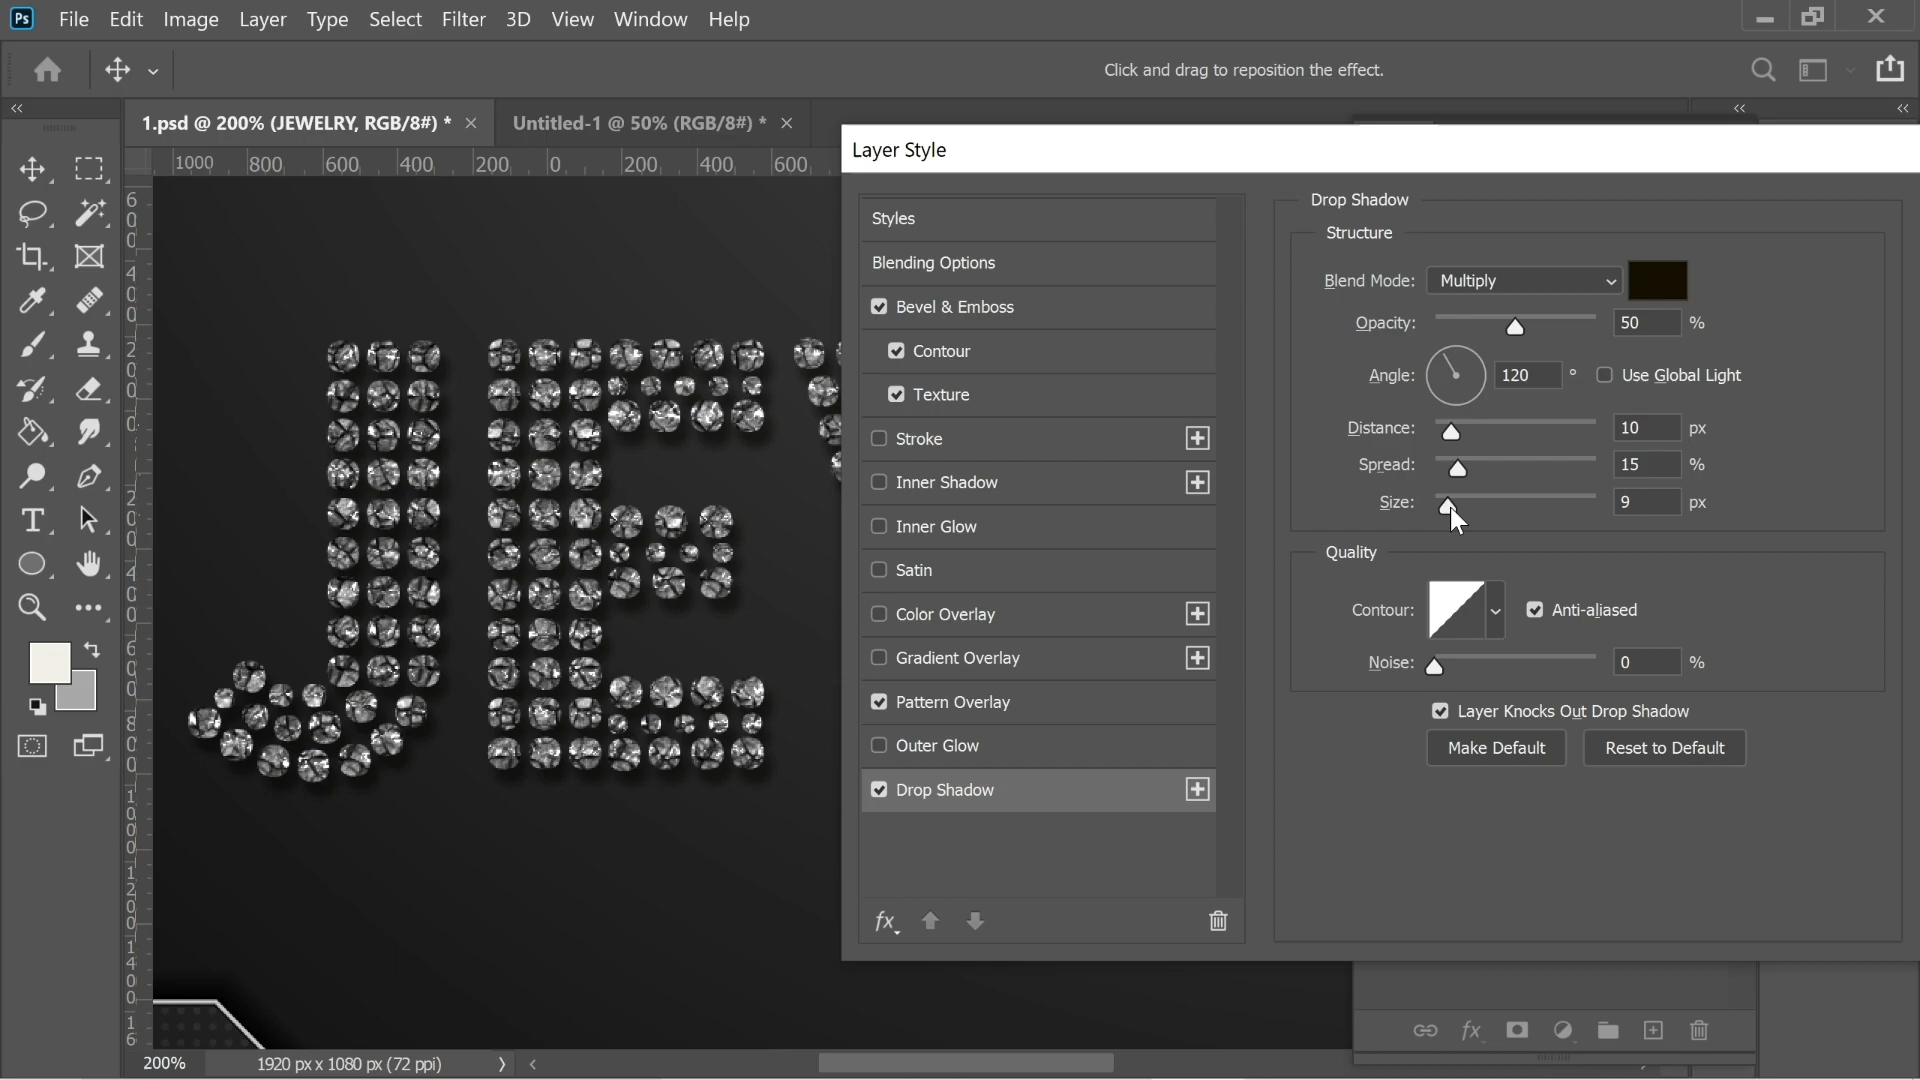 Ps File Edit Image Layer Type Select Filter 3D View Window Help
Click and drag to reposition the effect.
1.psd @ 200% (JEWELRY, RGB/8#) * Untitled-1 @ 50% (RGB/8#) *
1000 800 600 400 200 0 200 400 600
Layer Style
Styles
Blending Options
Bevel & Emboss
Contour
Texture
Stroke
Inner Shadow
Inner Glow
Satin
Color Overlay
Gradient Overlay
Pattern Overlay
Outer Glow
Drop Shadow
fx
Drop Shadow
Structure
Blend Mode: Multiply
Opacity: 50 %
Angle: 120 ° Use Global Light
Distance: 10 px
Spread: 15 %
Size: 9 px
Quality
Contour: Anti-aliased
Noise: 0 %
Layer Knocks Out Drop Shadow
Make Default Reset to Default
JE
200% 1920 px x 1080 px (72 ppi)
fx